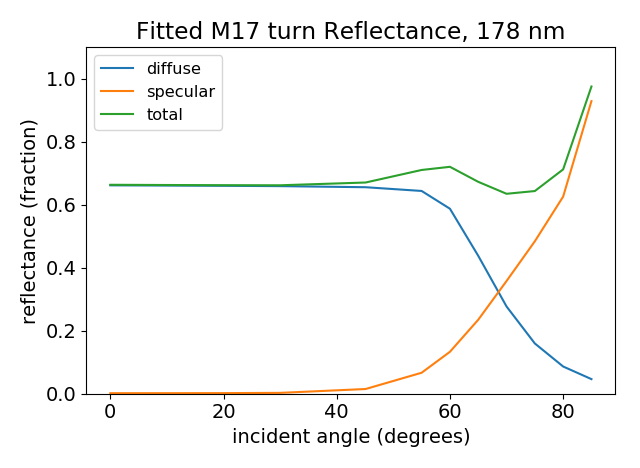 Fitted M17 turn Reflectance, 178 nm
diffuse
specular
total
reflectance (fraction)
1.0
0.8
0.6
0.4
0.2
0.0
0 20 40 60 80
incident angle (degrees)